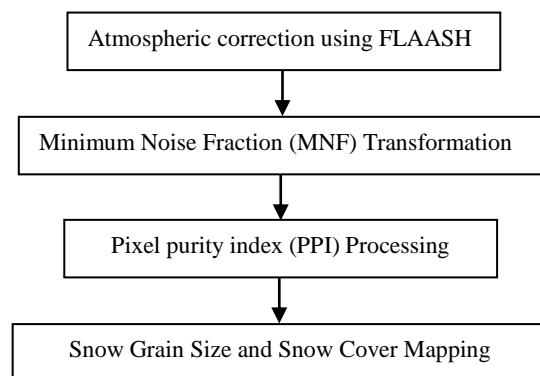 Atmospheric correction using FLAASH
Minimum Noise Fraction (MNF) Transformation
Pixel purity index (PPI) Processing
Snow Grain Size and Snow Cover Mapping